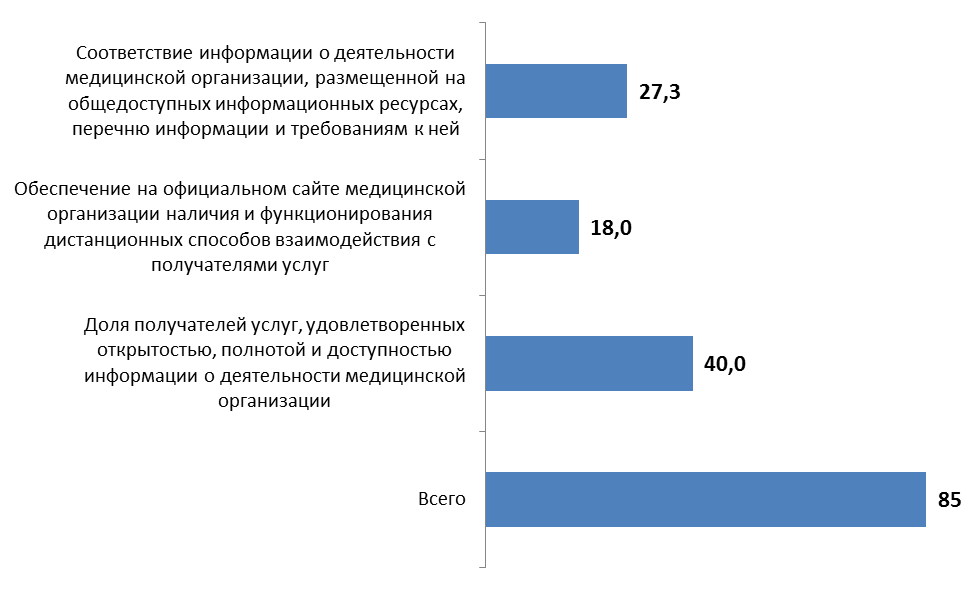 Соответствие информации о деятельности
медицинской организации, размещенной на
общедоступных информационных ресурсах,
перечню информации и требованиям к ней
27,3
Обеспечение на официальном сайте медицинской
организации наличия и функционирования
дистанционных способов взаимодействия с
получателями услуг
18,0
Доля получателей услуг, удовлетворенных
открытостью, полнотой и доступностью
информации о деятельности медицинской
организации
40,0
Всего
85